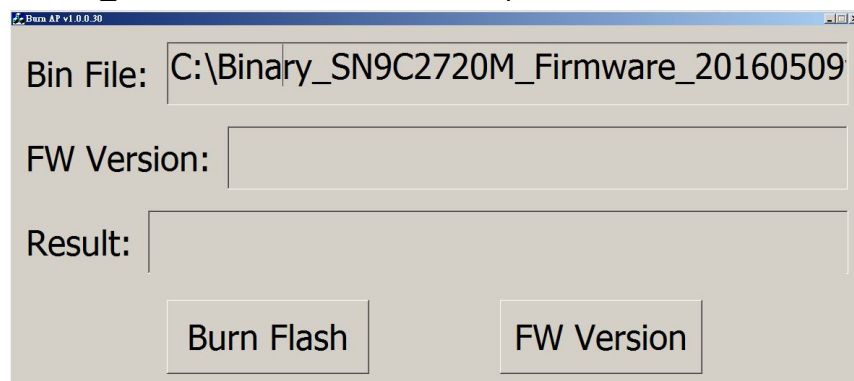 Burn AP v1.0.0.30
Bin File: C:\Binary_SN9C2720M_Firmware_20160509
FW Version:
Result:
Burn Flash FW Version